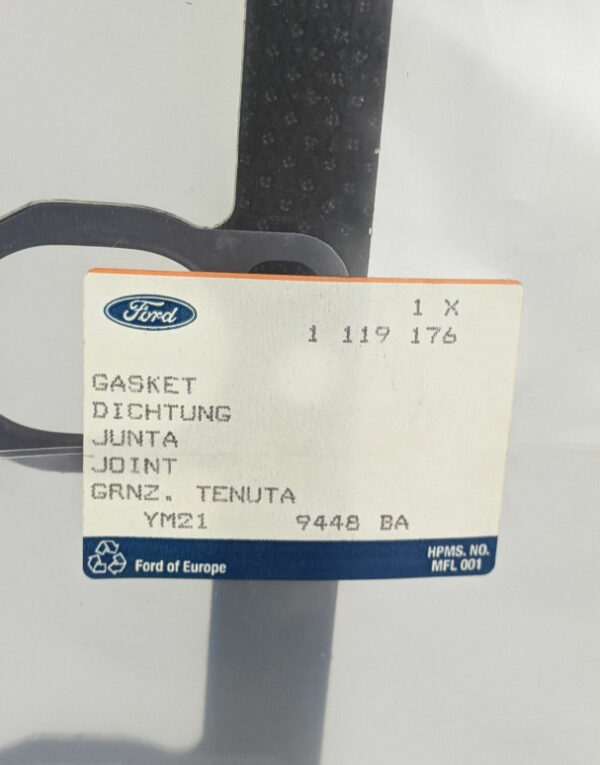 Ford
1 X
1 119 176
GASKET
DICHTUNG
JUNTA
JOINT
GRNZ. TENUTA
YM21 9448 BA
Ford of Europe
HPMS. NO.
MFL 001